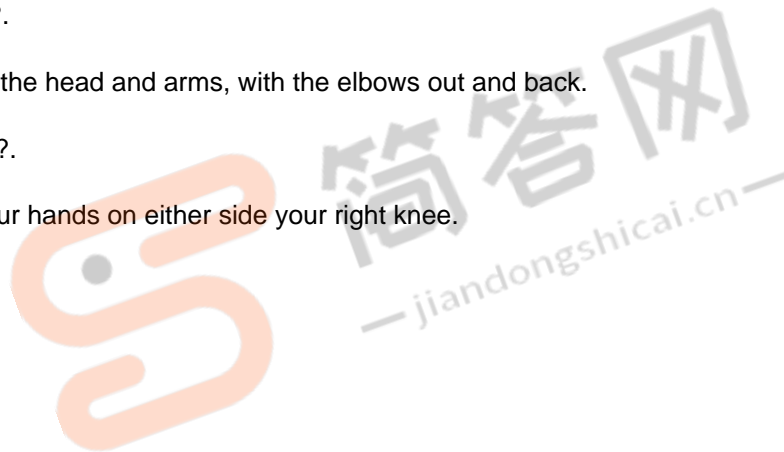 ?.
the head and arms, with the elbows out and back.
?.
ur hands on either side your right knee.
简答网
jiandongshicai.cn